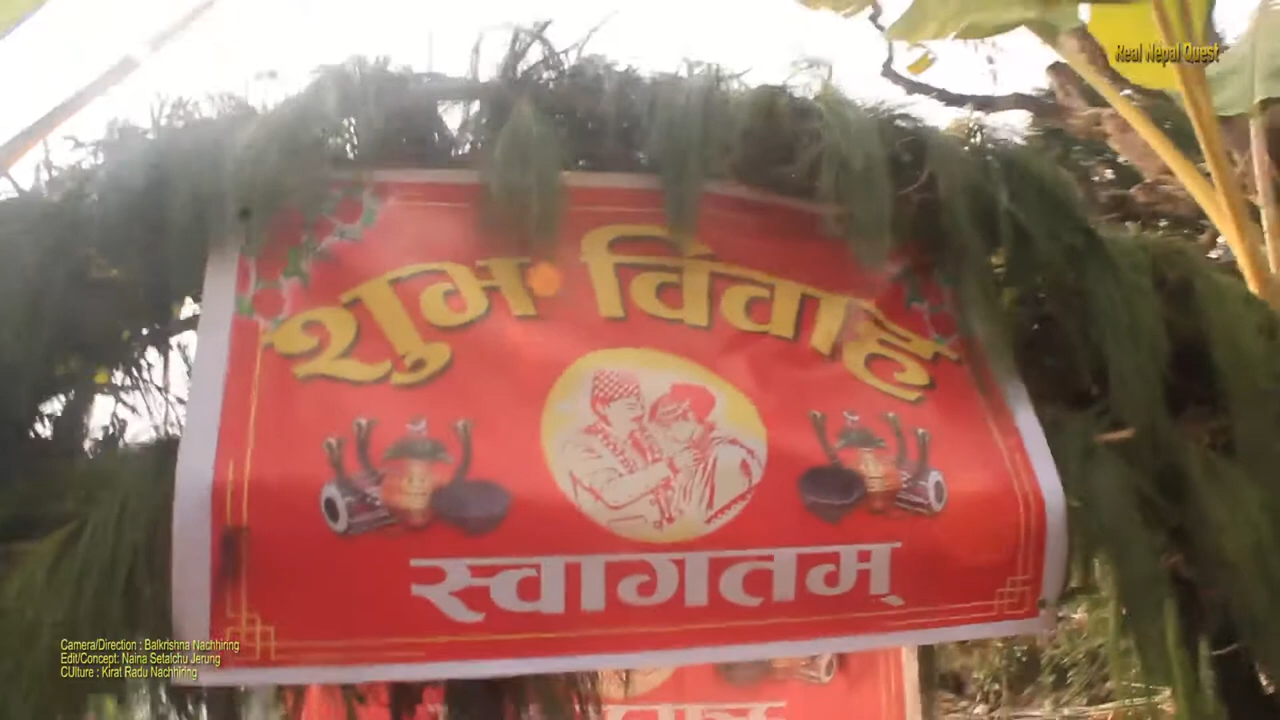 Real Nepal Quest
शुभ विवाह
स्वागतम्
Camera/Direction : Balkrishna Nachhiring
Edit/Concept: Naina Setalchu Jerung
CUlture : Kirat Radu Nachhiring